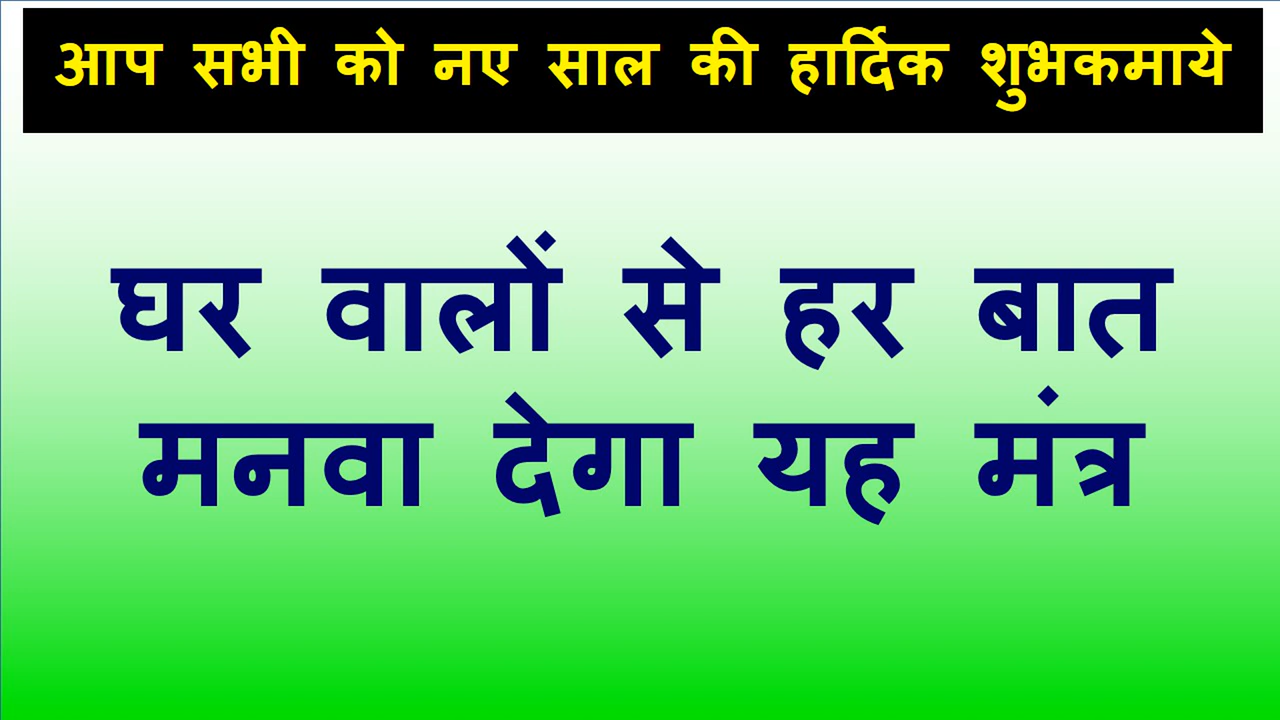 आप सभी को नए साल की हार्दिक शुभकमाये
घर वालों से हर बात
मनवा देगा यह मंत्र